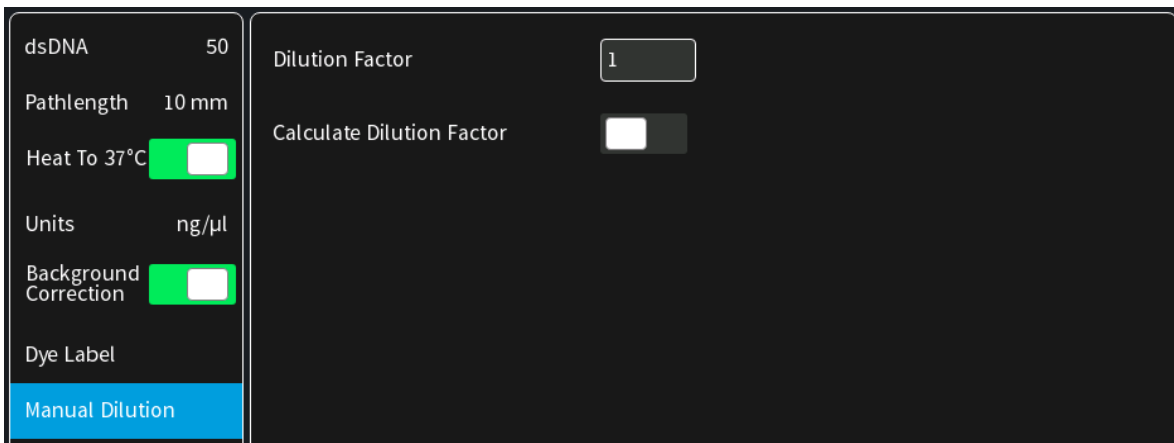 dsDNA 50
Pathlength 10 mm
Heat To 37°C
Units ng/µl
Background
Correction
Dye Label
Manual Dilution
Dilution Factor 1
Calculate Dilution Factor